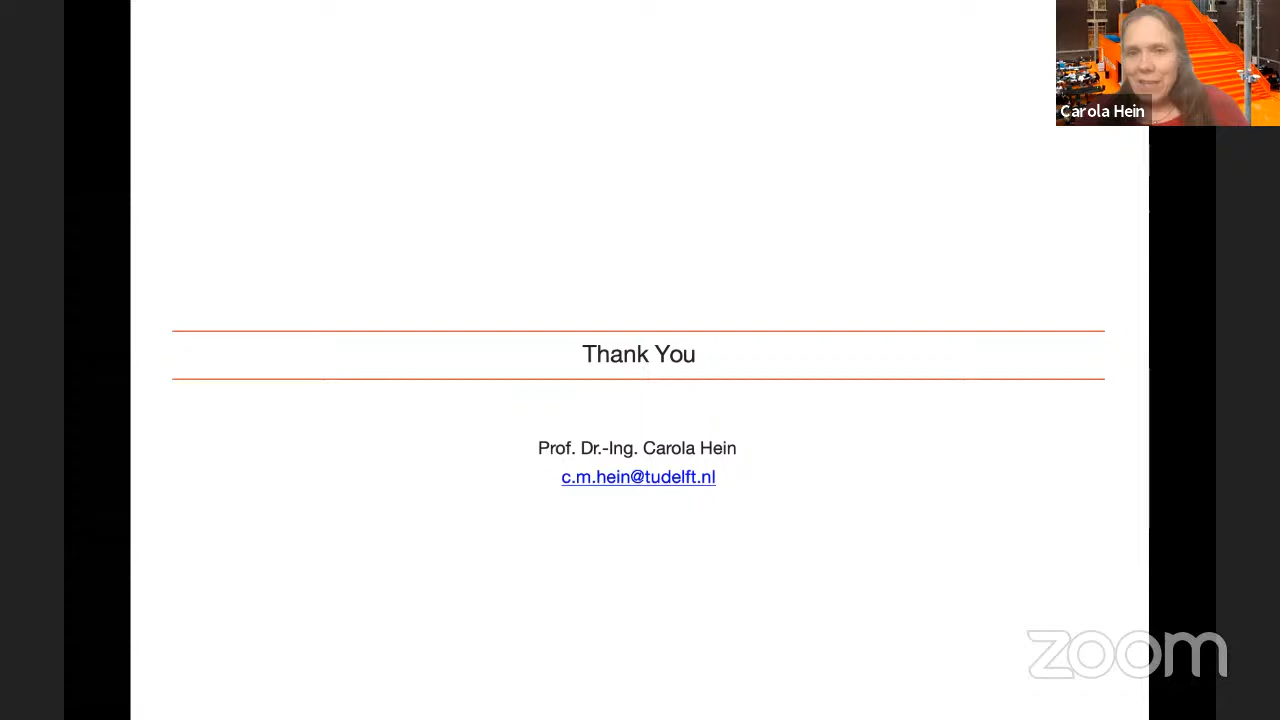 Carola Hein
Thank You
Prof. Dr.-Ing. Carola Hein
c.m.hein@tudelft.nl
zoom